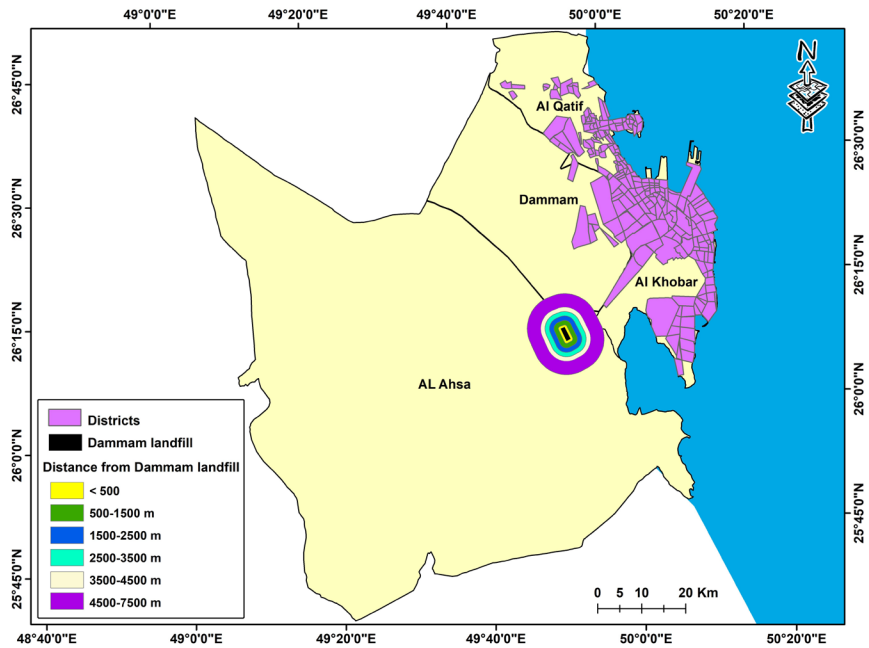 49°0'0"E 49°20'0"E 49°40'0"E 50°0'0"E 50°20'0"E
N
26°45'0"N
Al Qatif
26°30'0"N
Dammam
26°30'0"N
26°15'0"N
Al Khobar
26°15'0"N
AL Ahsa
26°0'0"N
Districts
Dammam landfill
26°0'0"N
Distance from Dammam landfill
< 500
500-1500 m
25°45'0"N
1500-2500 m
2500-3500 m
3500-4500 m
25°45'0"N
4500-7500 m
0 5 10 20 Km
48°40'0"E 49°0'0"E 49°20'0"E 49°40'0"E 50°0'0"E 50°20'0"E